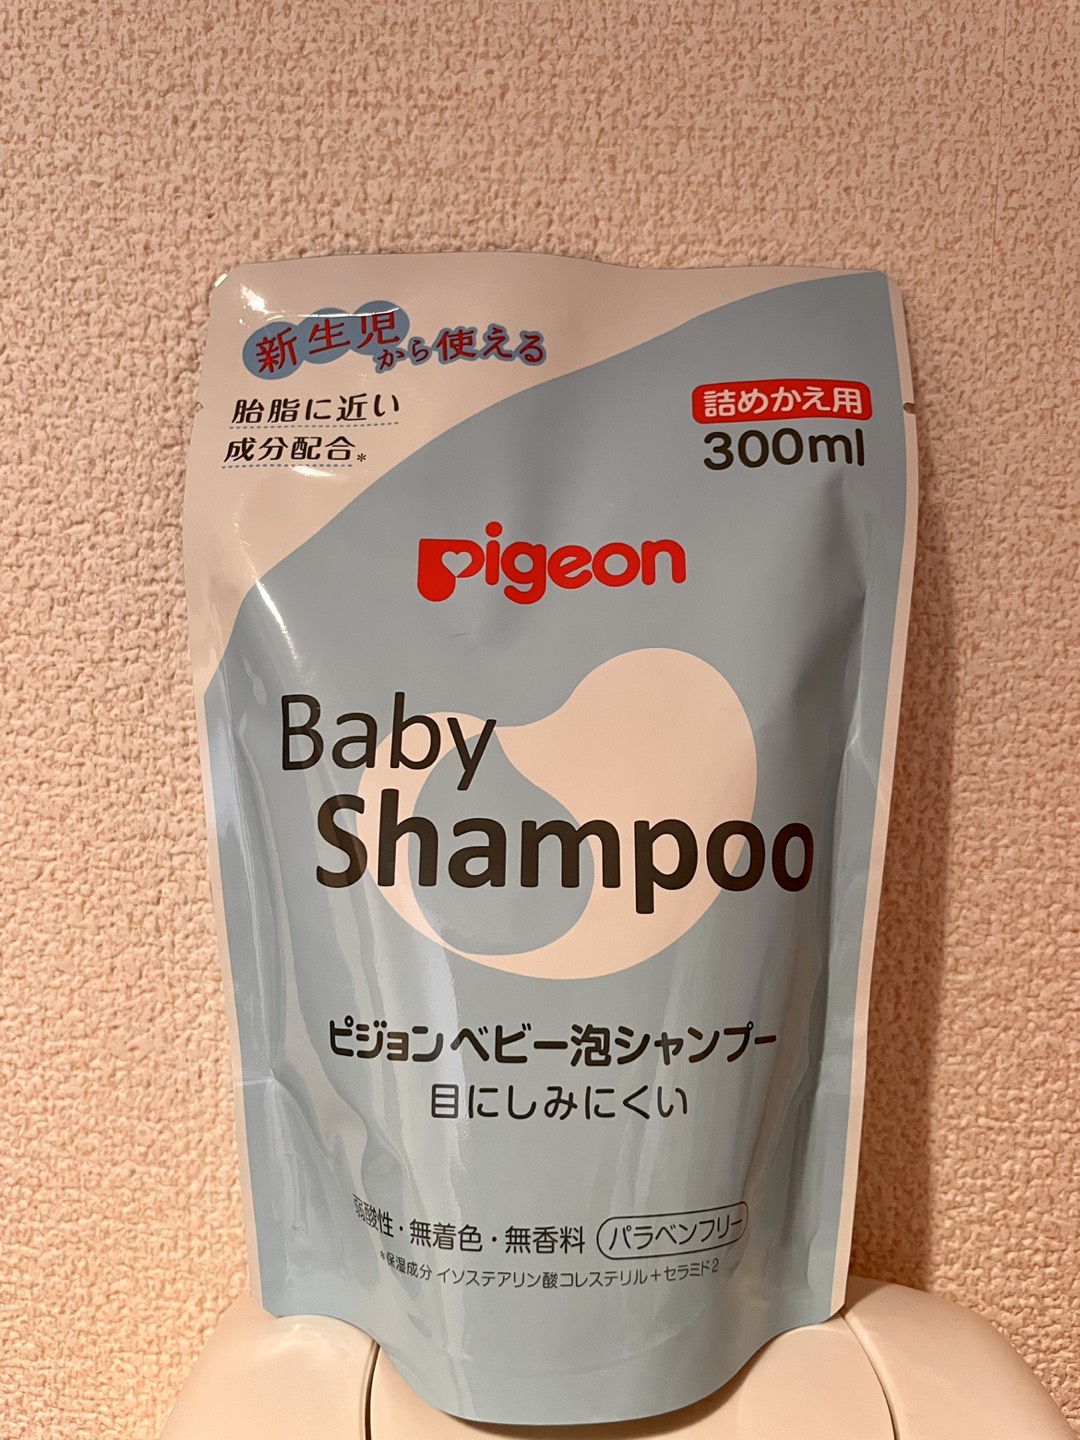 新生児から使える
胎脂に近い
成分配合*
詰めかえ用
300ml
Pigeon
Baby
Shampoo
ピジョン ベビー泡シャンプー
目にしみにくい
弱酸性・無着色・無香料 パラベンフリー
*保湿成分 イソステアリン酸コレステリル+セラミド2